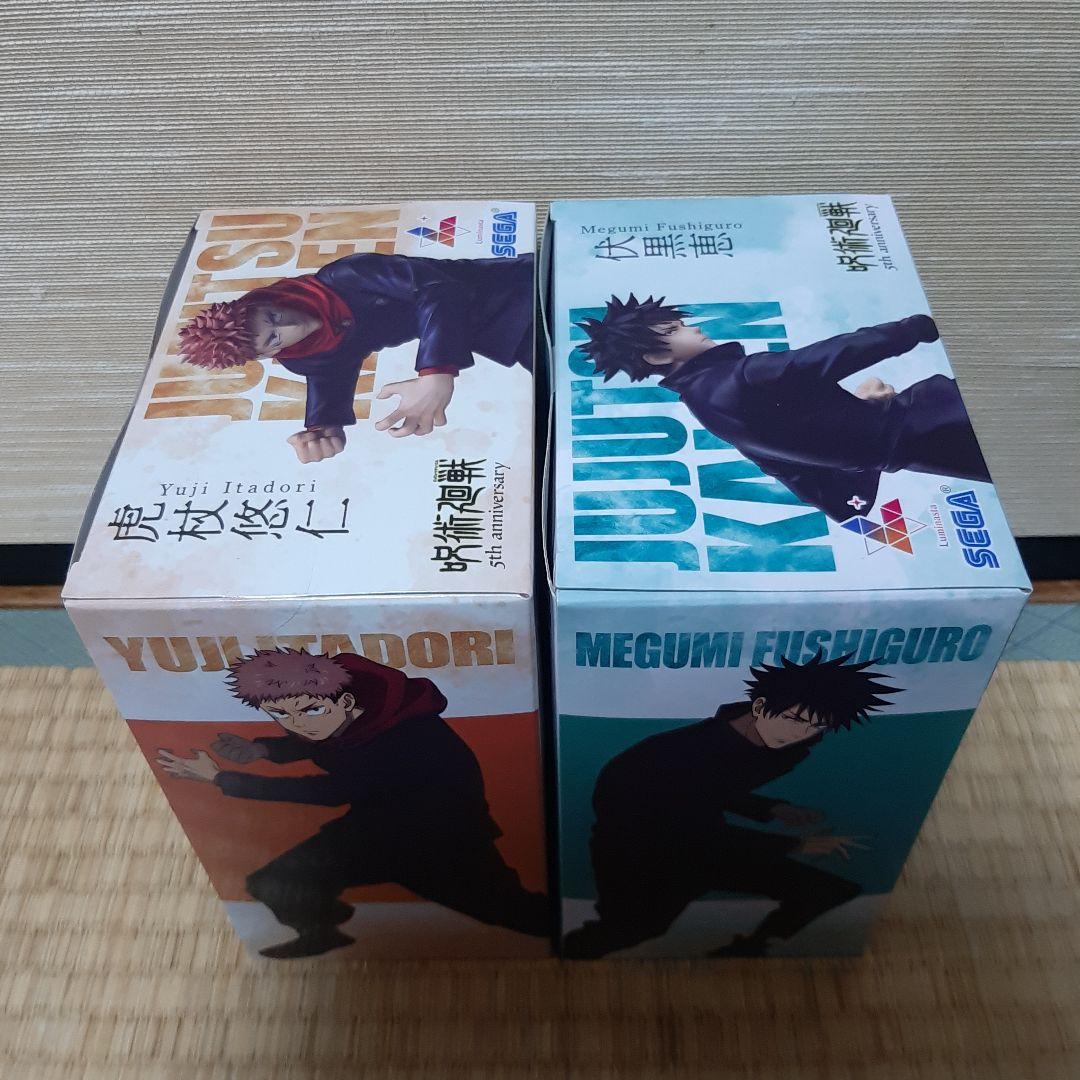 JUJUTSU
KAISEN
Luminasta
SEGA®
Yuji Itadori
虎杖悠仁
呪術廻戦
5th anniversary
YUJI ITADORI
Megumi Fushiguro
伏黒恵
呪術廻戦
5th anniversary
JUJUTSU
KAISEN
Luminasta
SEGA®
MEGUMI FUSHIGURO